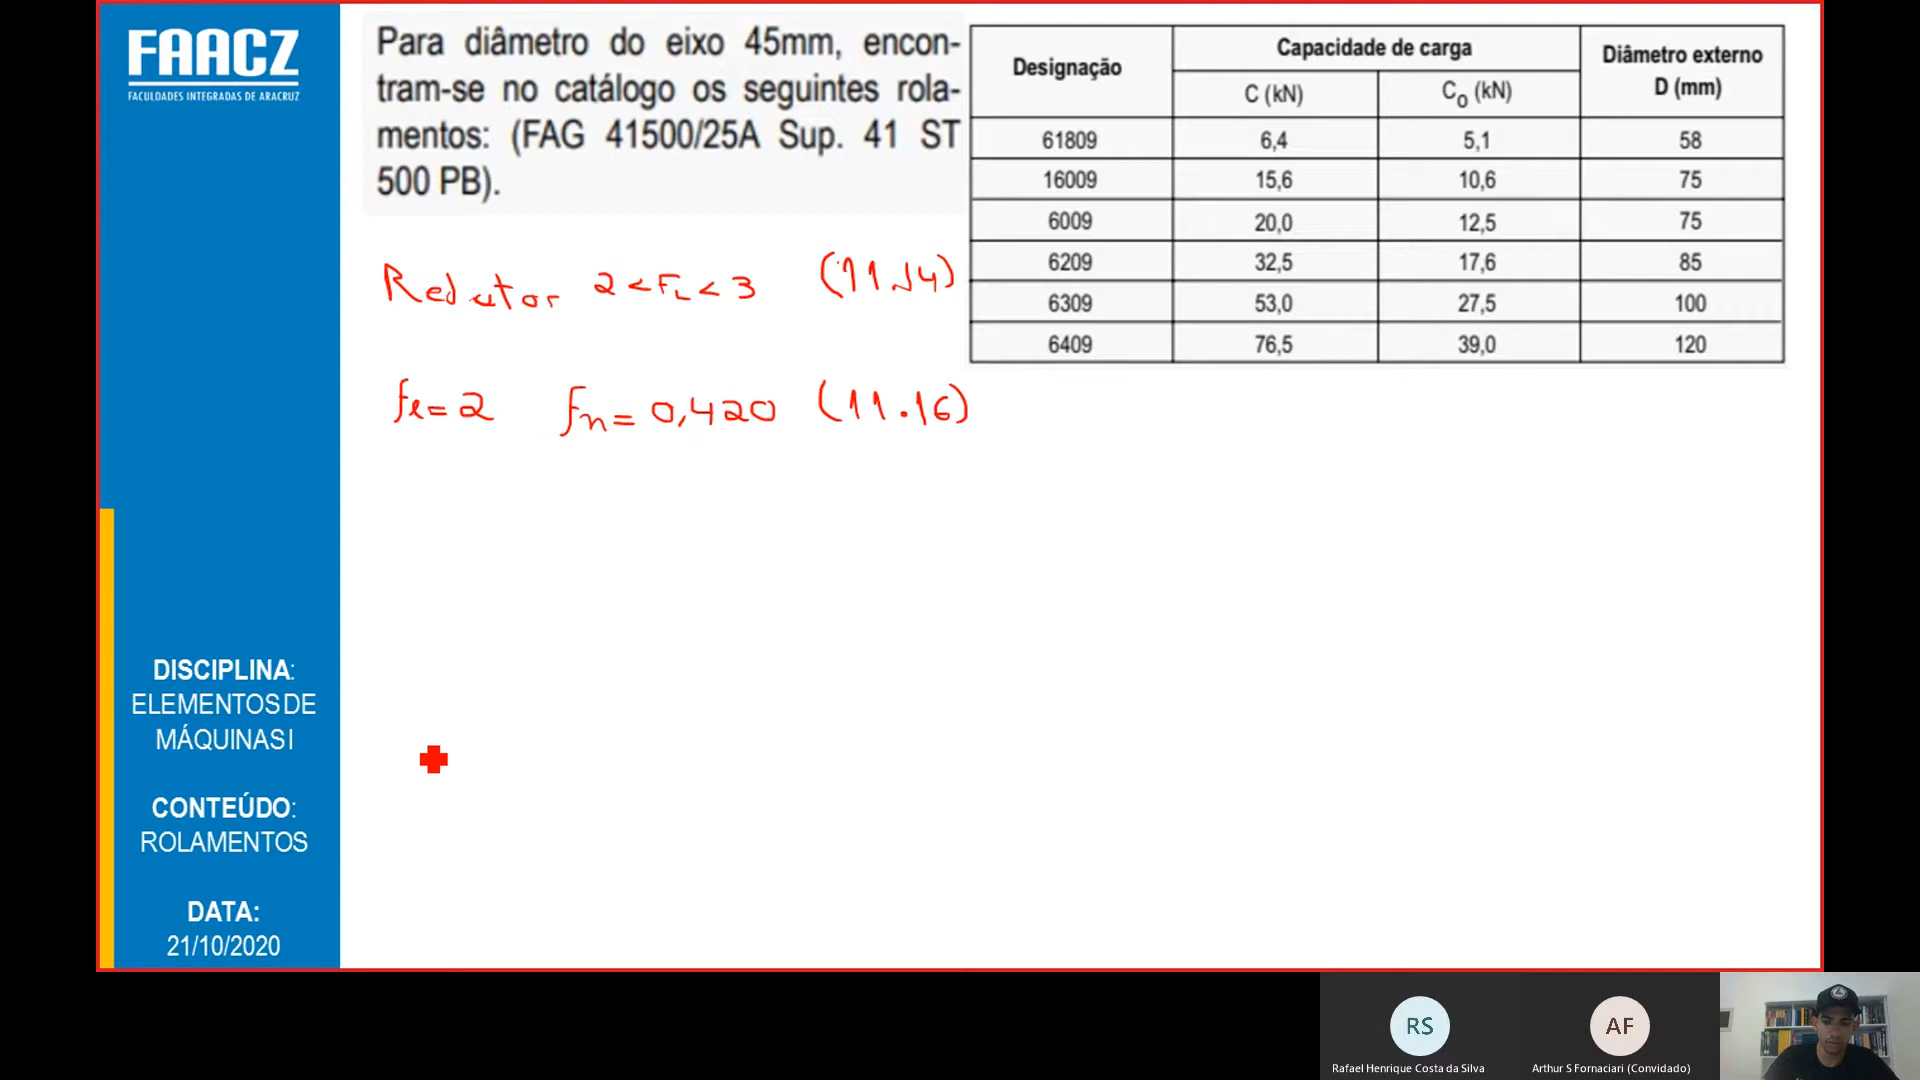 FAACZ
FACULDADES INTEGRADAS DE ARACRUZ
Para diâmetro do eixo 45mm, encon-
tram-se no catálogo os seguintes rola-
mentos: (FAG 41500/25A Sup. 41 ST
500 PB).
Designação Capacidade de carga Diâmetro externo D (mm)
C (kN) C₀ (kN)
61809 6,4 5,1 58
16009 15,6 10,6 75
6009 20,0 12,5 75
6209 32,5 17,6 85
6309 53,0 27,5 100
6409 76,5 39,0 120
Redutor 2 < FL < 3 (11.14)
fl = 2 fn = 0,420 (11.16)
DISCIPLINA:
ELEMENTOS DE
MÁQUINAS I
CONTEÚDO:
ROLAMENTOS
DATA:
21/10/2020
RS
AF
Rafael Henrique Costa da Silva
Arthur S Fornaciari (Convidado)